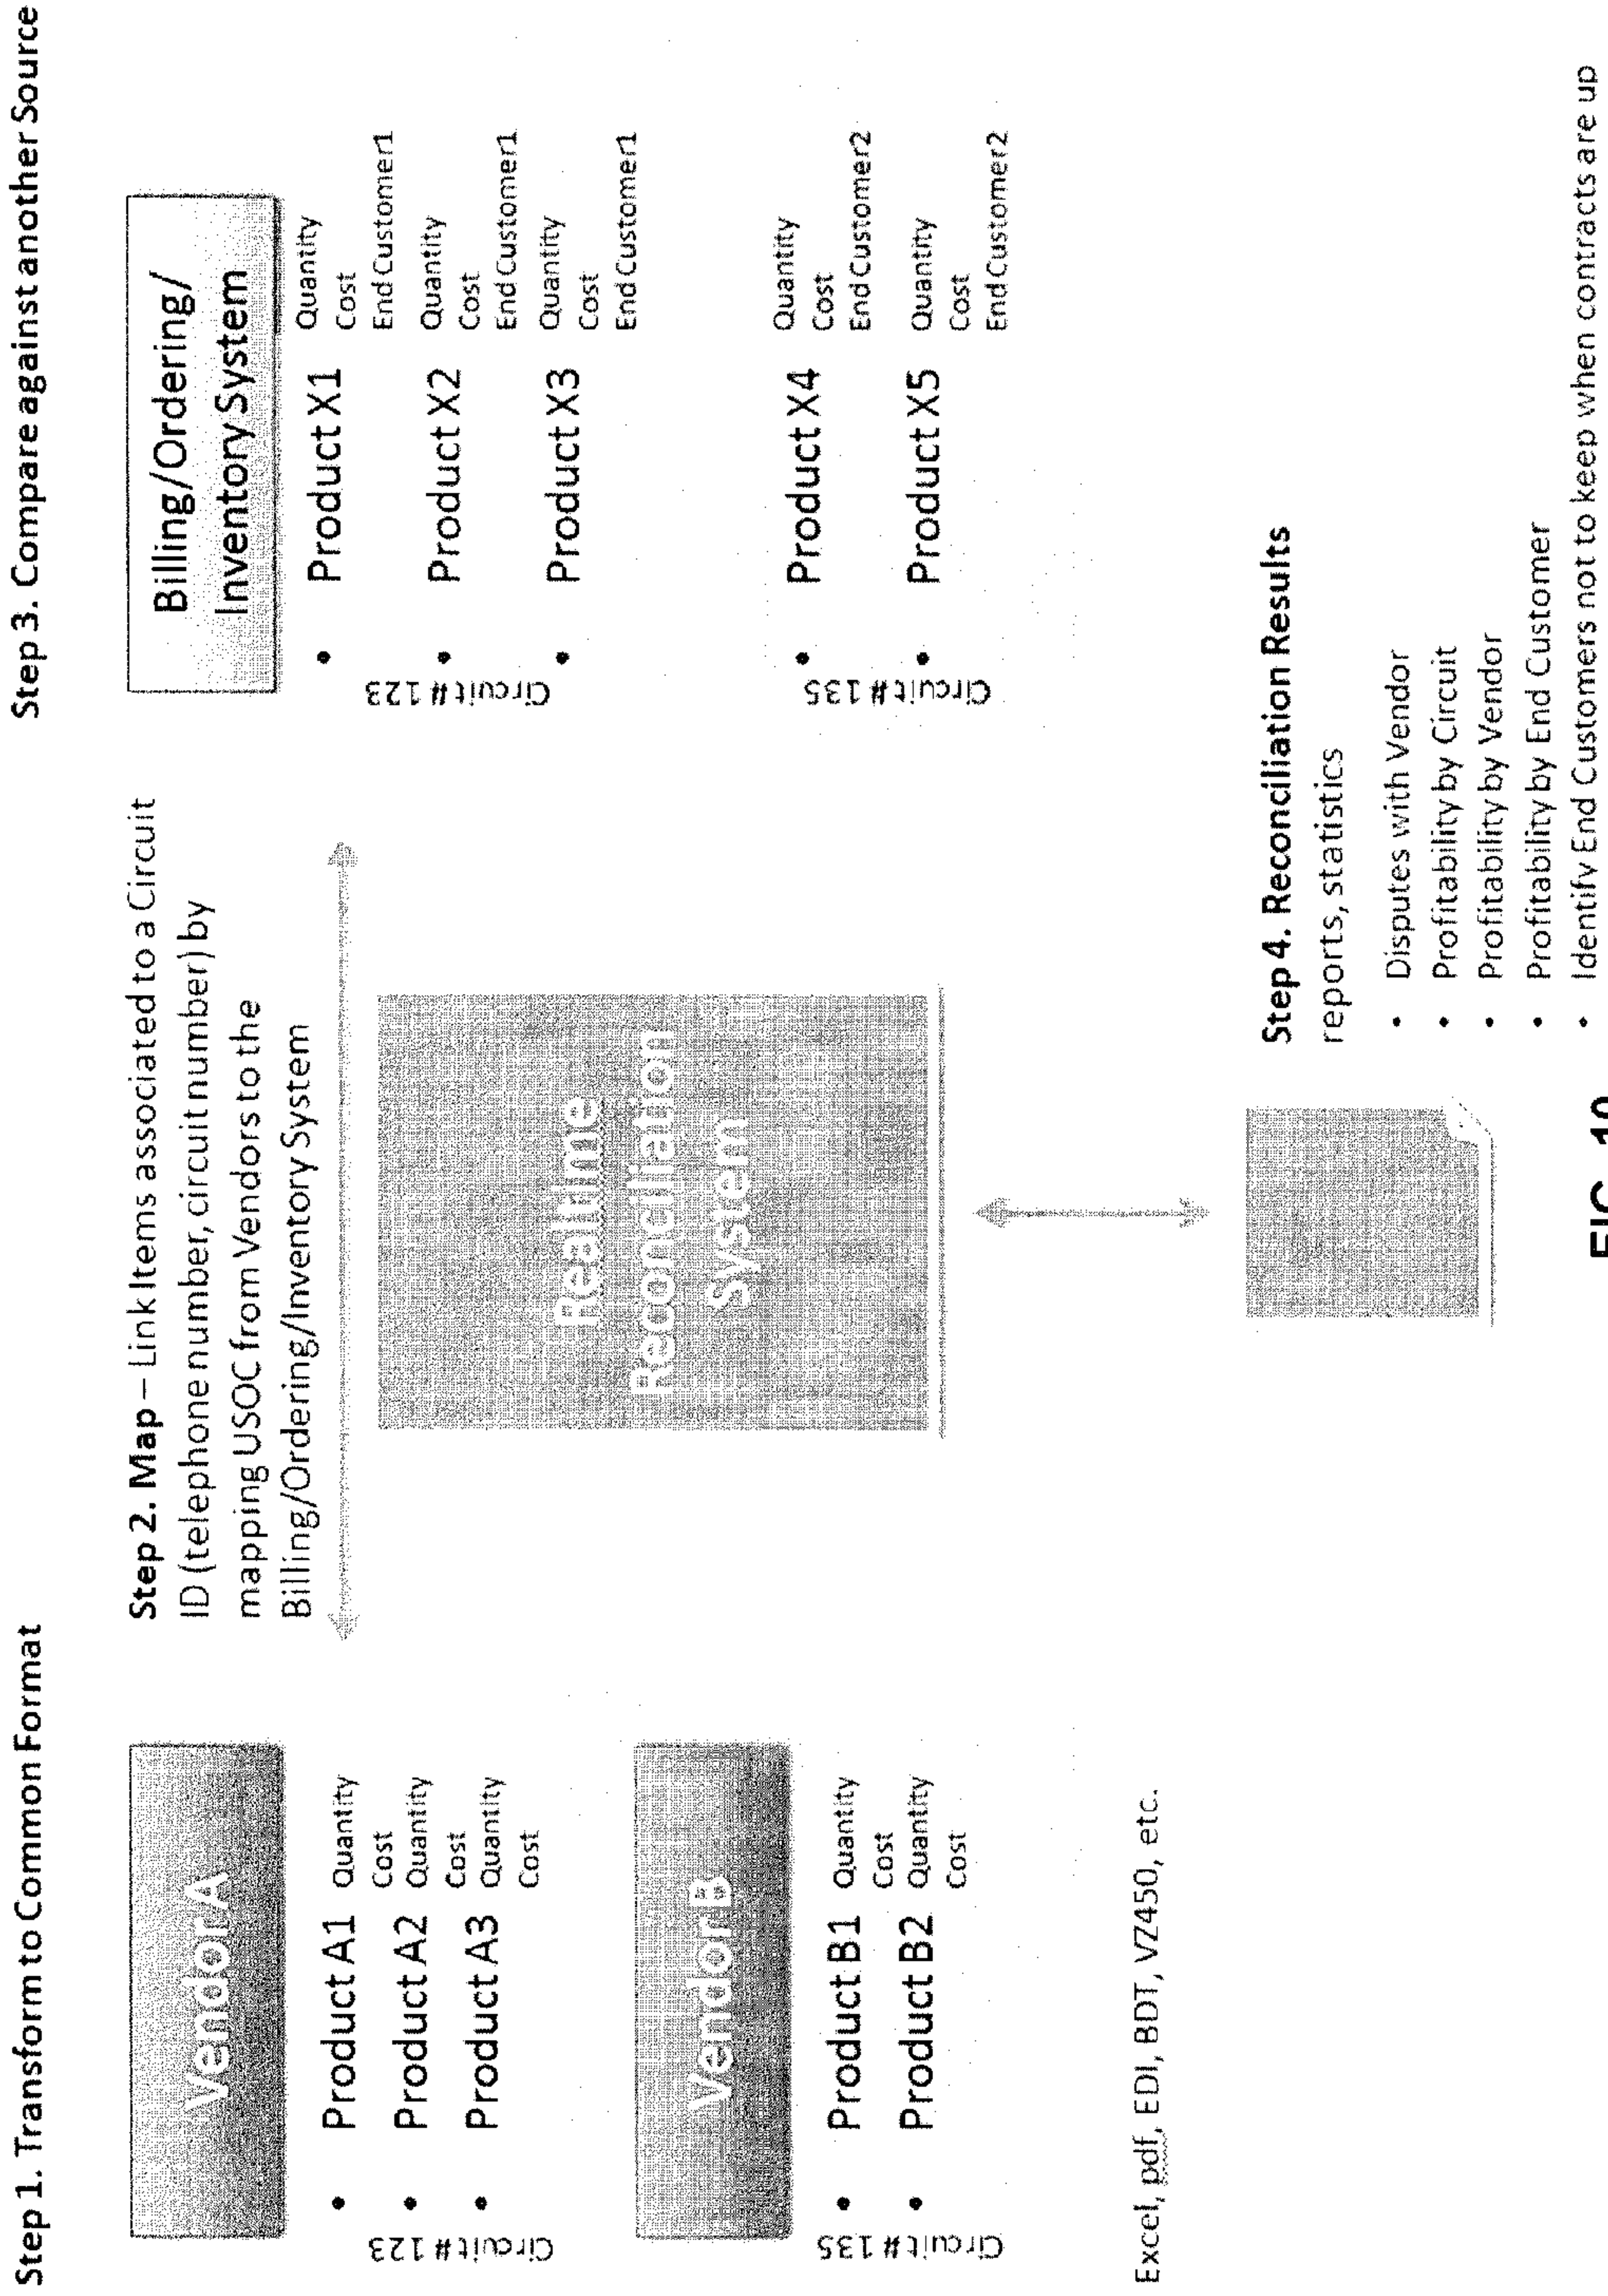 Step 1. Transform to Common Format
Vendor A
Circuit # 123
• Product A1 Quantity
Cost
• Product A2 Quantity
Cost
• Product A3 Quantity
Cost
Vendor B
Circuit # 135
• Product B1 Quantity
Cost
• Product B2 Quantity
Cost
Excel, pdf, EDI, BDT, VZ450, etc.
Step 2. Map – Link Items associated to a Circuit
ID (telephone number, circuit number) by
mapping USOC from Vendors to the
Billing/Ordering/Inventory System
Realtime
Reconciliation
System
Step 3. Compare against another Source
Billing/Ordering/
Inventory System
Circuit # 123
• Product X1 Quantity
Cost
End Customer1
• Product X2 Quantity
Cost
End Customer1
• Product X3 Quantity
Cost
End Customer1
Circuit # 135
• Product X4 Quantity
Cost
End Customer2
• Product X5 Quantity
Cost
End Customer2
Step 4. Reconciliation Results
reports, statistics
• Disputes with Vendor
• Profitability by Circuit
• Profitability by Vendor
• Profitability by End Customer
• Identify End Customers not to keep when contracts are up
FIG.